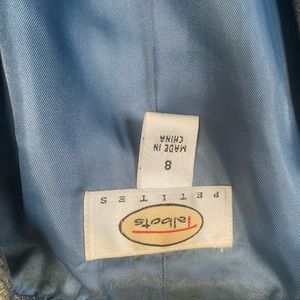 Talbots
PETITES
8
MADE IN
CHINA